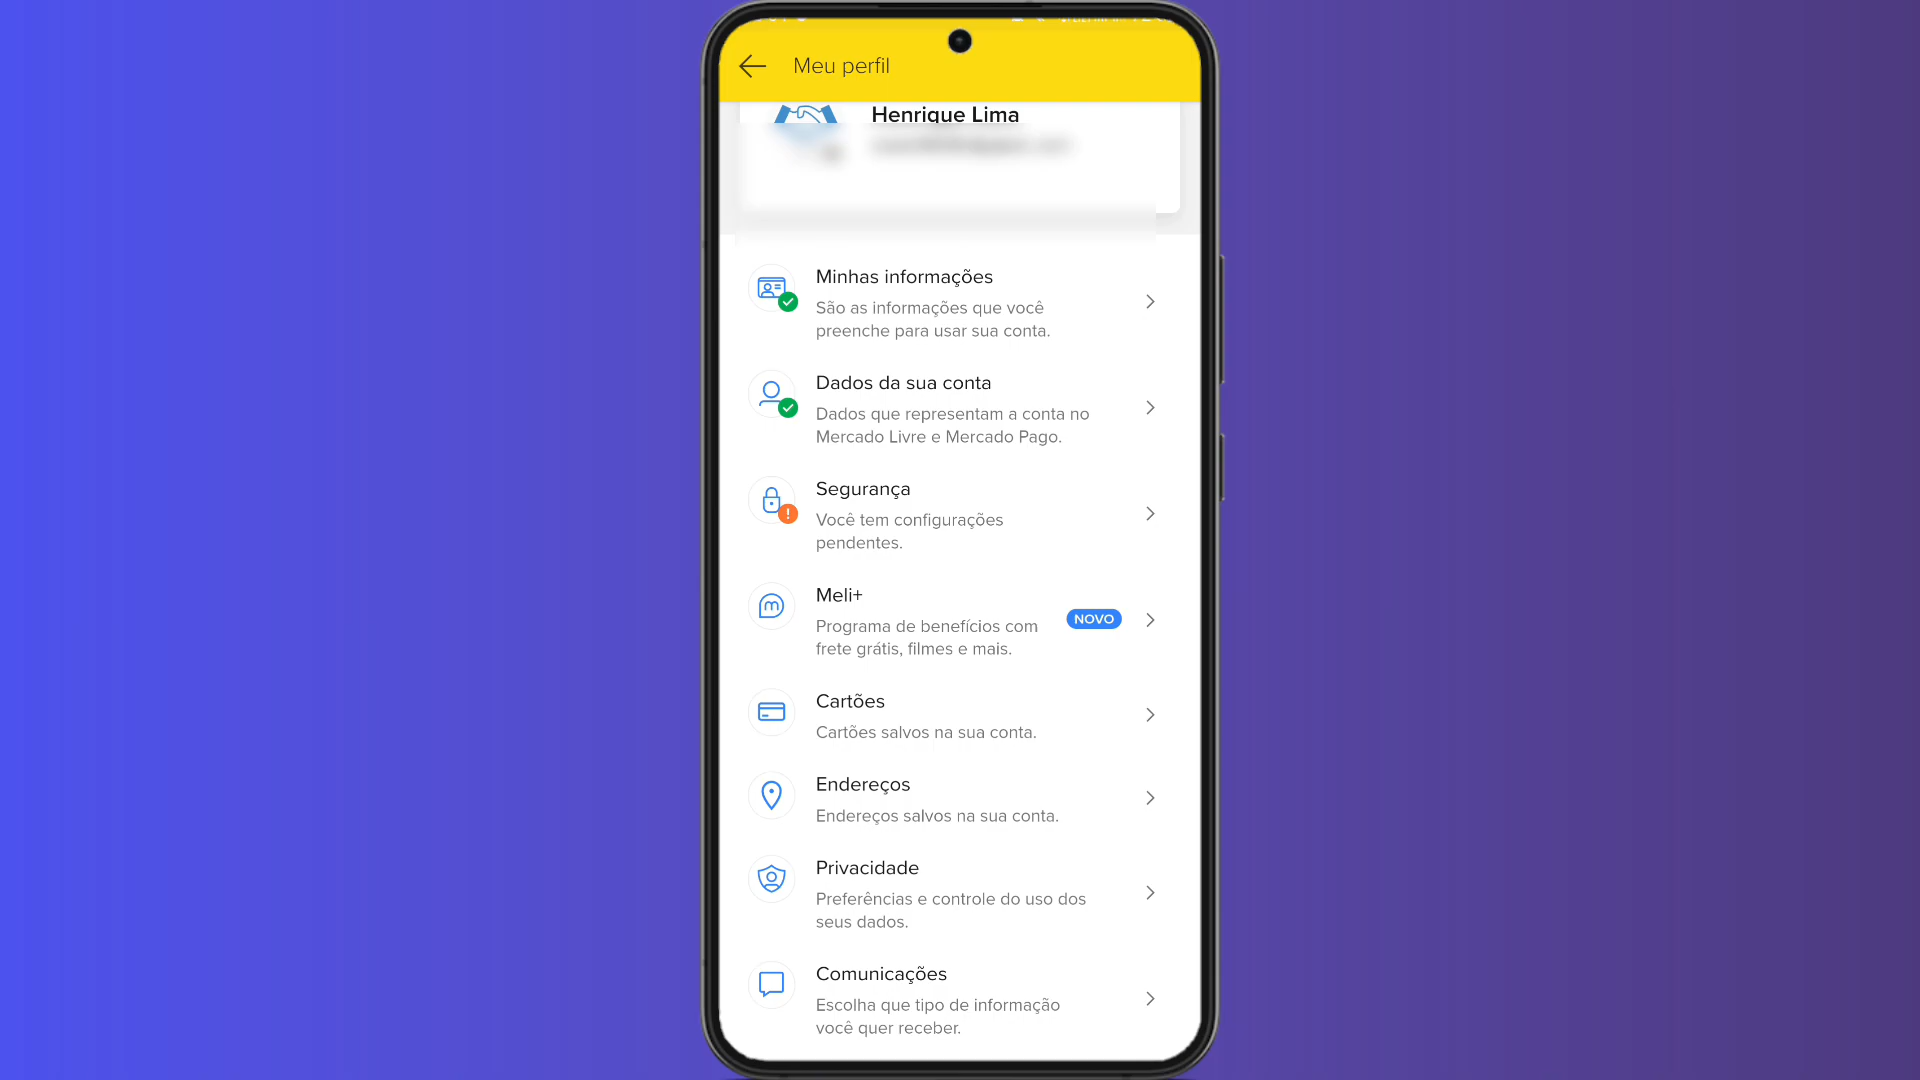 Meu perfil
Henrique Lima
Minhas informações
São as informações que você
preenche para usar sua conta.
Dados da sua conta
Dados que representam a conta no
Mercado Livre e Mercado Pago.
Segurança
Você tem configurações
pendentes.
Meli+
Programa de benefícios com
frete grátis, filmes e mais.
NOVO
Cartões
Cartões salvos na sua conta.
Endereços
Endereços salvos na sua conta.
Privacidade
Preferências e controle do uso dos
seus dados.
Comunicações
Escolha que tipo de informação
você quer receber.